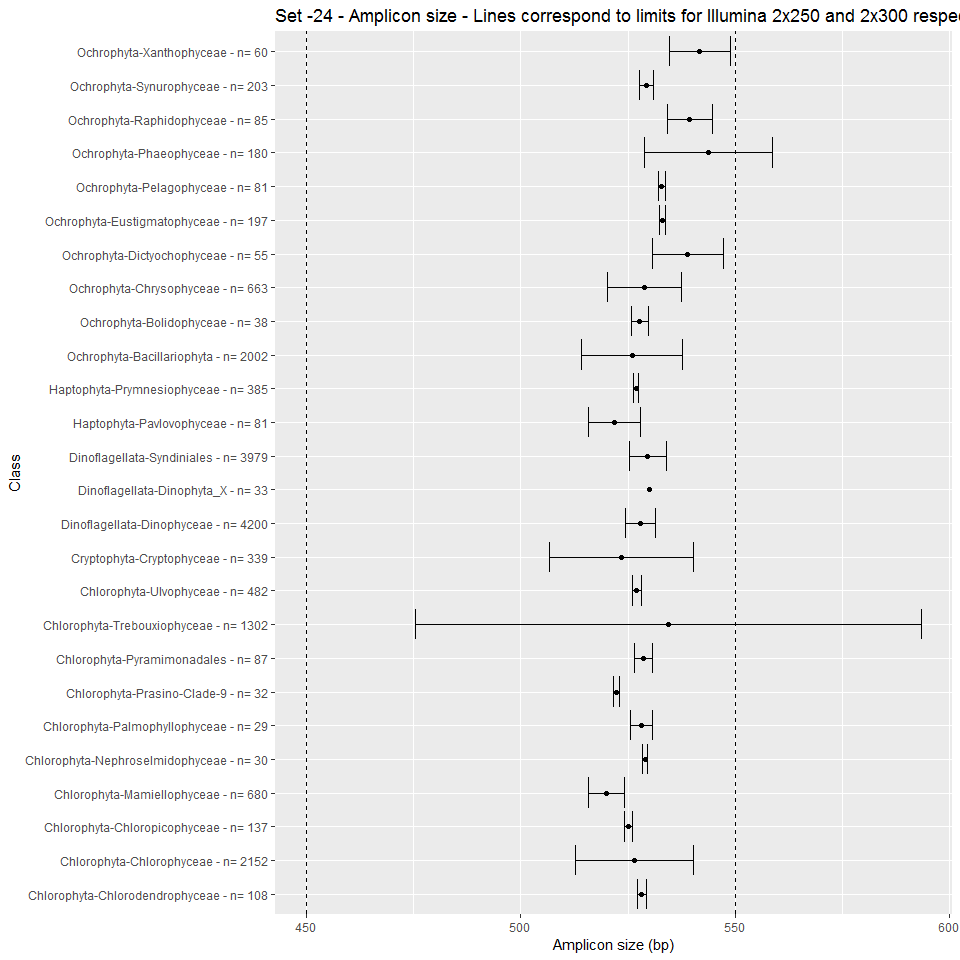 Set -24 - Amplicon size - Lines correspond to limits for Illumina 2x250 and 2x300 respe
Ochrophyta-Xanthophyceae - n= 60
Ochrophyta-Synurophyceae - n= 203
Ochrophyta-Raphidophyceae - n= 85
Ochrophyta-Phaeophyceae - n= 180
Ochrophyta-Pelagophyceae - n= 81
Ochrophyta-Eustigmatophyceae - n= 197
Ochrophyta-Dictyochophyceae - n= 55
Ochrophyta-Chrysophyceae - n= 663
Ochrophyta-Bolidophyceae - n= 38
Ochrophyta-Bacillariophyta - n= 2002
Haptophyta-Prymnesiophyceae - n= 385
Haptophyta-Pavlovophyceae - n= 81
Dinoflagellata-Syndiniales - n= 3979
Dinoflagellata-Dinophyta_X - n= 33
Dinoflagellata-Dinophyceae - n= 4200
Cryptophyta-Cryptophyceae - n= 339
Chlorophyta-Ulvophyceae - n= 482
Chlorophyta-Trebouxiophyceae - n= 1302
Chlorophyta-Pyramimonadales - n= 87
Chlorophyta-Prasino-Clade-9 - n= 32
Chlorophyta-Palmophyllophyceae - n= 29
Chlorophyta-Nephroselmidophyceae - n= 30
Chlorophyta-Mamiellophyceae - n= 680
Chlorophyta-Chloropicophyceae - n= 137
Chlorophyta-Chlorophyceae - n= 2152
Chlorophyta-Chlorodendrophyceae - n= 108
Class
450 500 550 600
Amplicon size (bp)